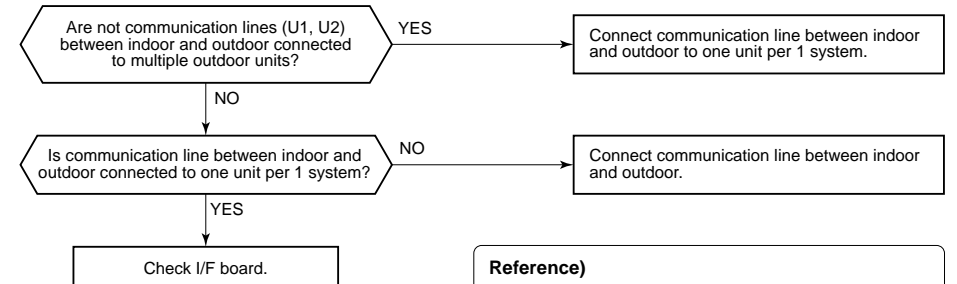 Are not communication lines (U1, U2)
between indoor and outdoor connected
to multiple outdoor units?
YES
Connect communication line between indoor
and outdoor to one unit per 1 system.
NO
Is communication line between indoor and
outdoor connected to one unit per 1 system?
NO
Connect communication line between indoor
and outdoor.
YES
Check I/F board.
Reference)